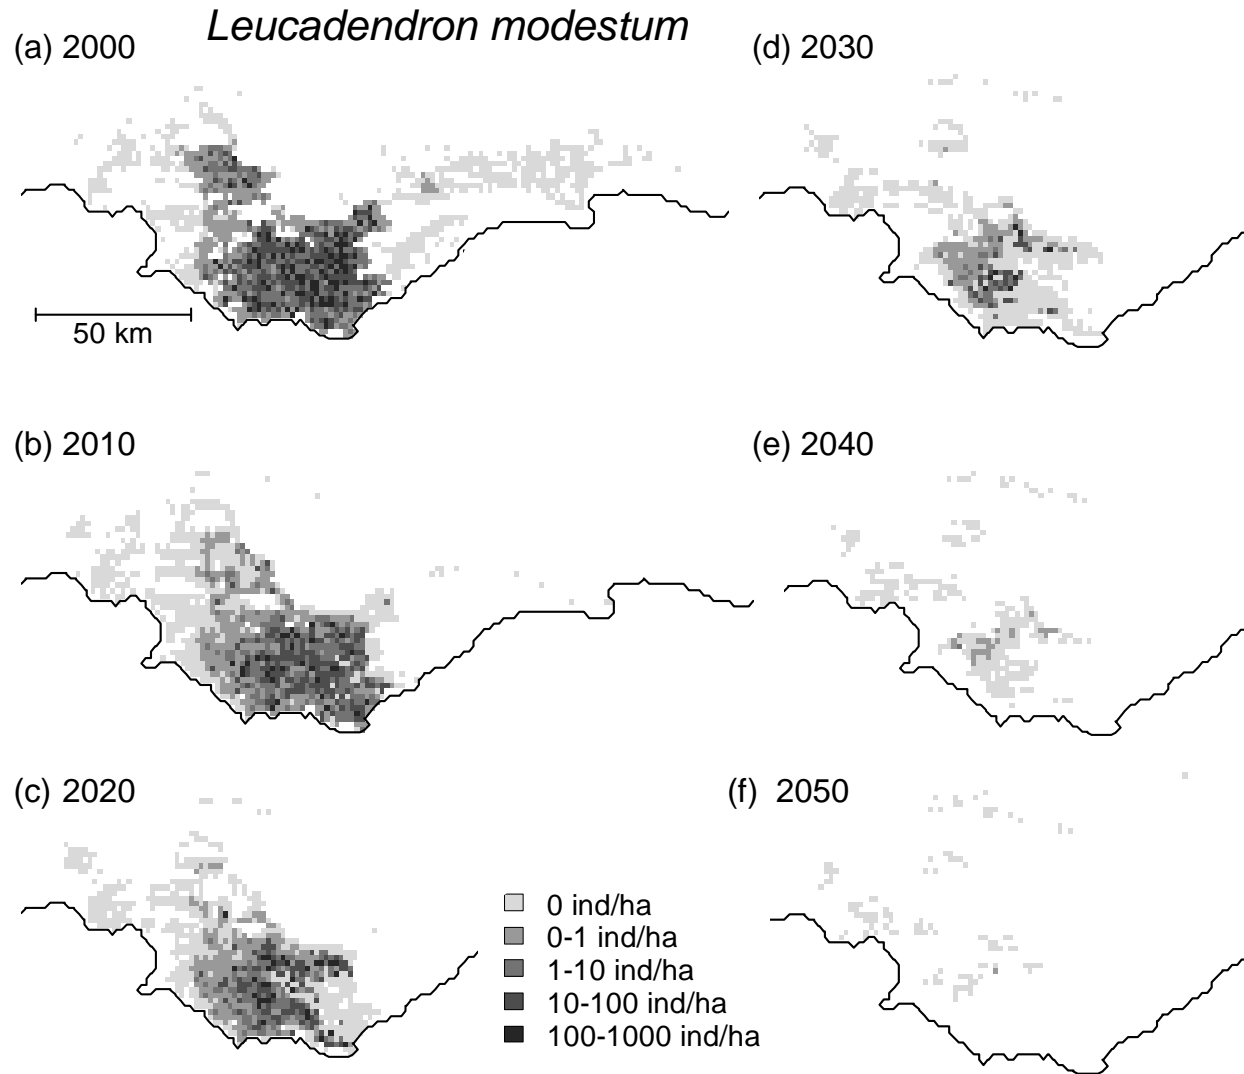 Leucadendron modestum
(a) 2000
50 km
(b) 2010
(c) 2020
0 ind/ha
0-1 ind/ha
1-10 ind/ha
10-100 ind/ha
100-1000 ind/ha
(d) 2030
(e) 2040
(f) 2050